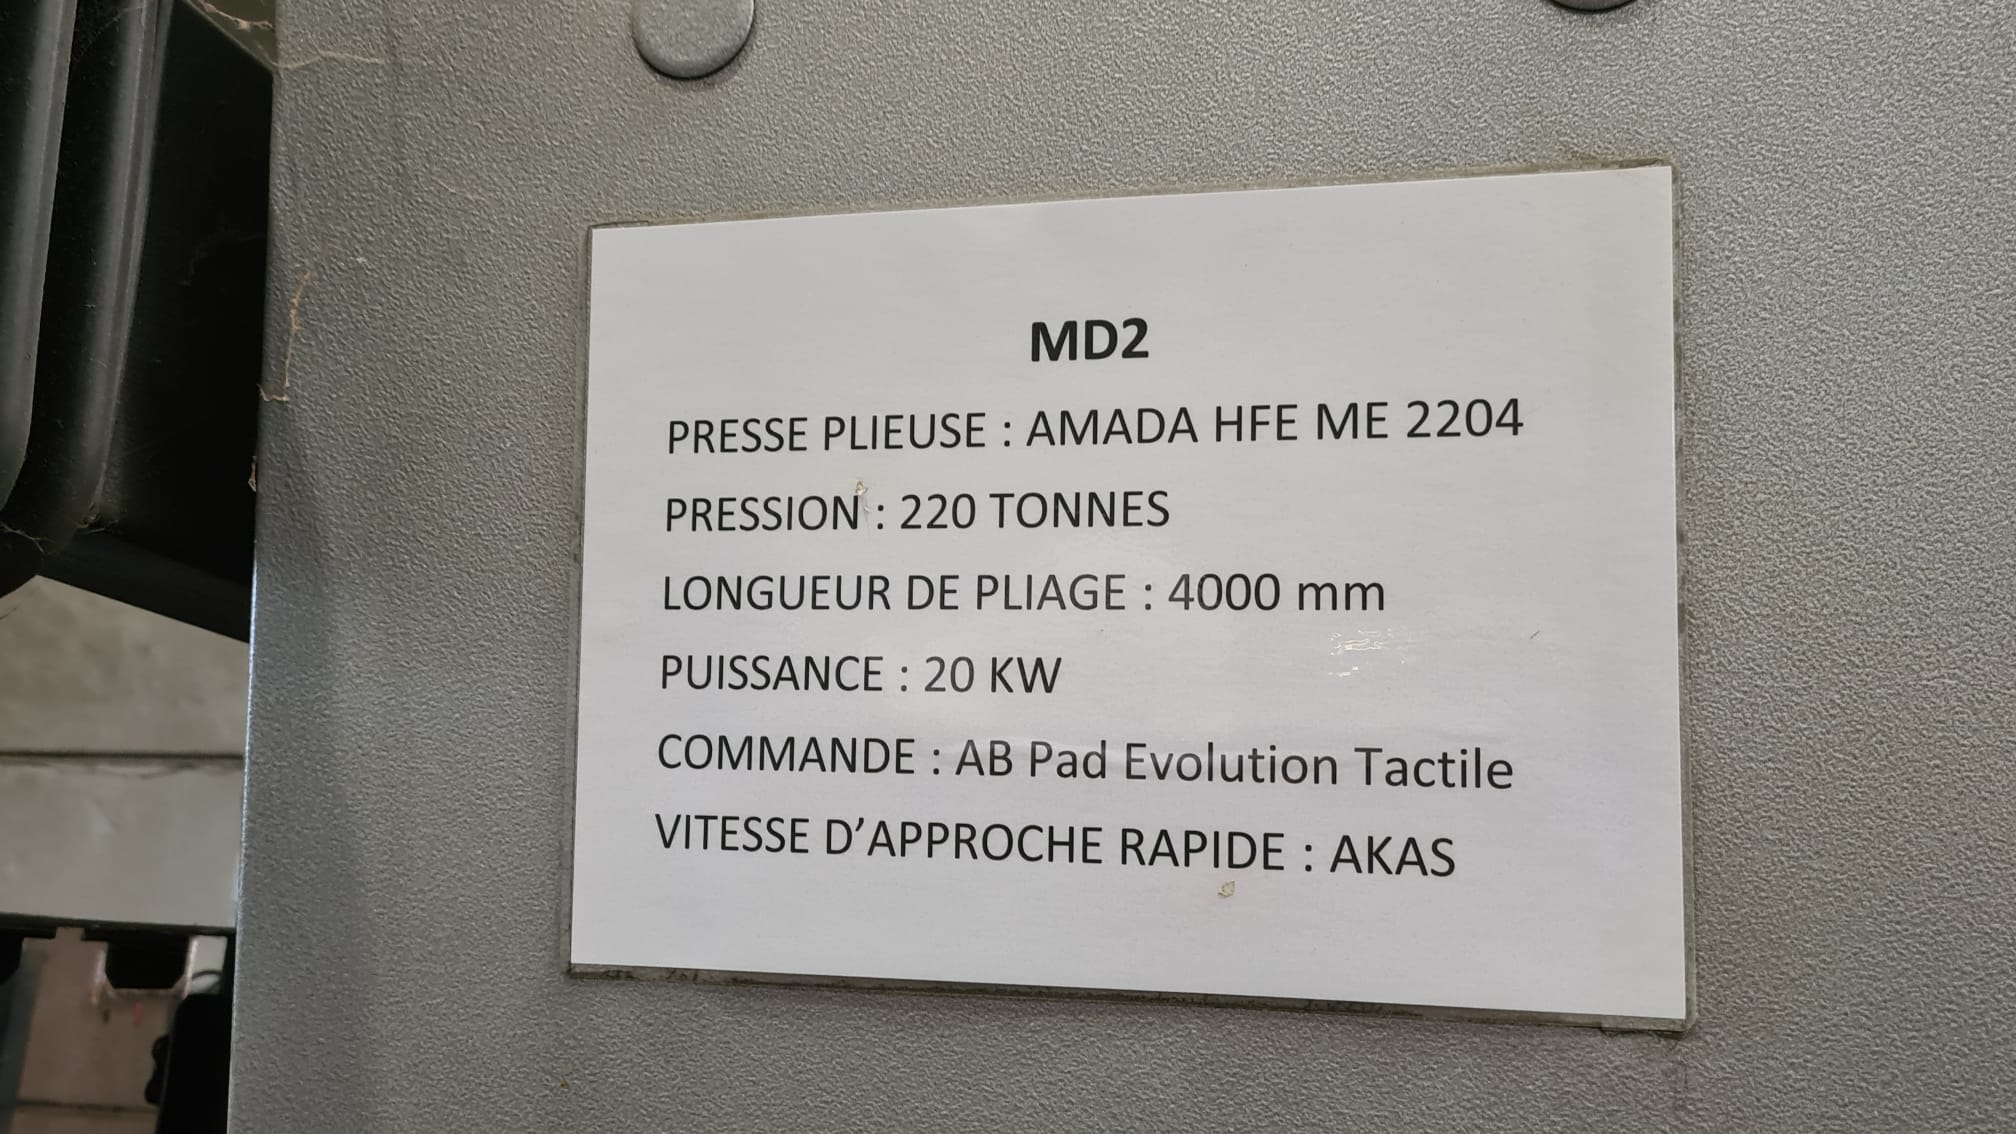 MD2
PRESSE PLIEUSE : AMADA HFE ME 2204
PRESSION : 220 TONNES
LONGUEUR DE PLIAGE : 4000 mm
PUISSANCE : 20 KW
COMMANDE : AB Pad Evolution Tactile
VITESSE D’APPROCHE RAPIDE : AKAS